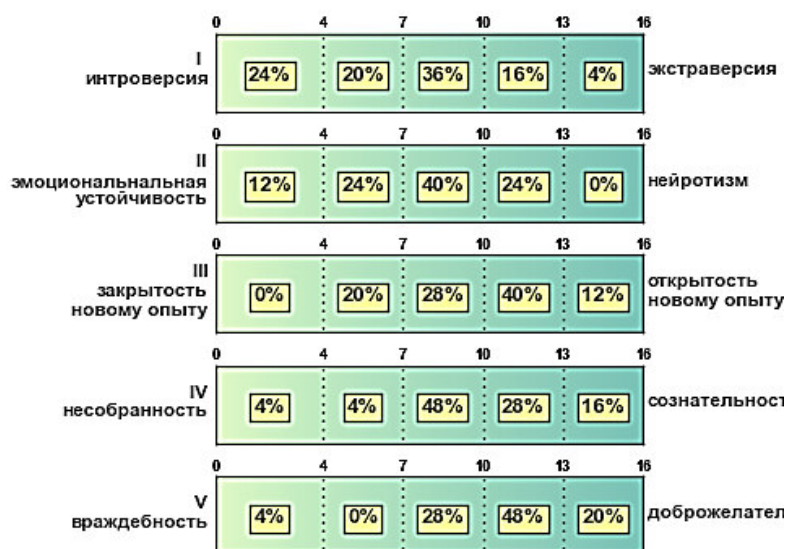 0 4 7 10 13 16
I
интроверсия
24% 20% 36% 16% 4%
экстраверсия
0 4 7 10 13 16
II
эмоциональнальная
устойчивость
12% 24% 40% 24% 0%
нейротизм
0 4 7 10 13 16
III
закрытость
новому опыту
0% 20% 28% 40% 12%
открытость
новому опыту
0 4 7 10 13 16
IV
несобранность
4% 4% 48% 28% 16%
сознательност
0 4 7 10 13 16
V
враждебность
4% 0% 28% 48% 20%
доброжелател